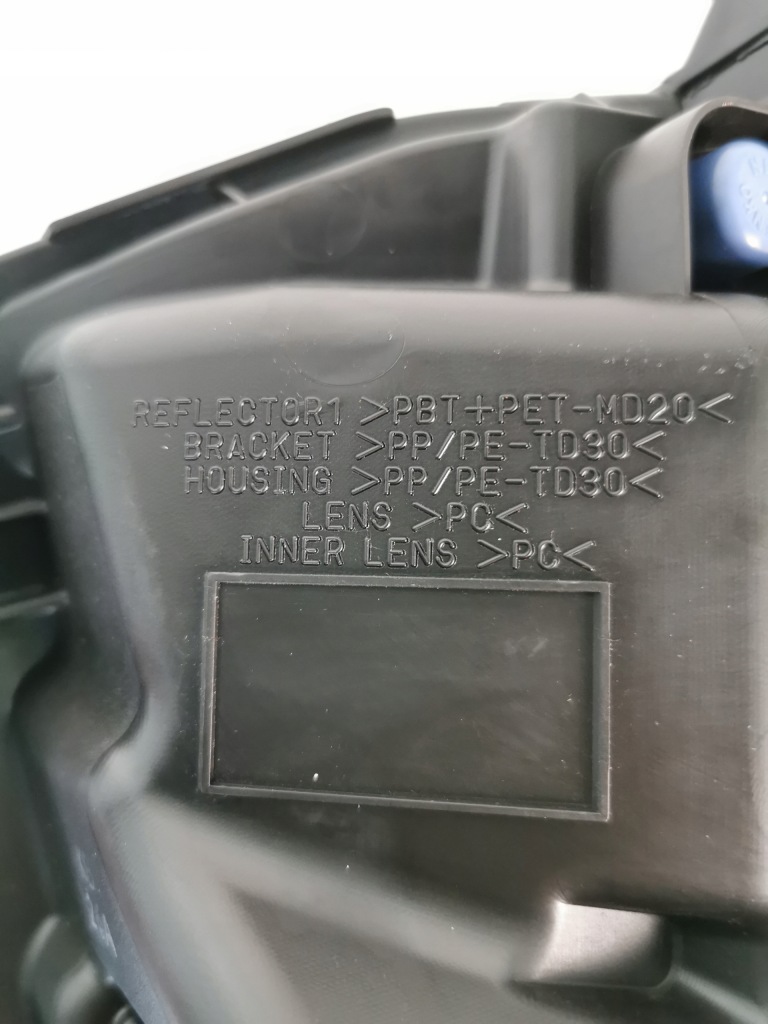 REFLECTOR1 >PBT+PET-MD20<
BRACKET >PP/PE-TD30<
HOUSING >PP/PE-TD30<
LENS >PC<
INNER LENS >PC<